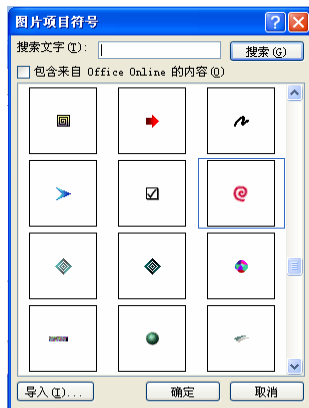 图片项目符号
搜索文字(T): 搜索(G)
包含来自 Office Online 的内容(O)
导入(I)... 确定 取消